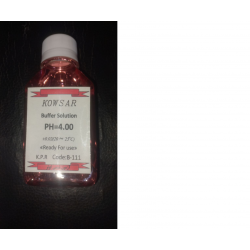 KOWSAR
Buffer Solution
PH=4.00
«Ready For use»
K.P.R Code:B-111